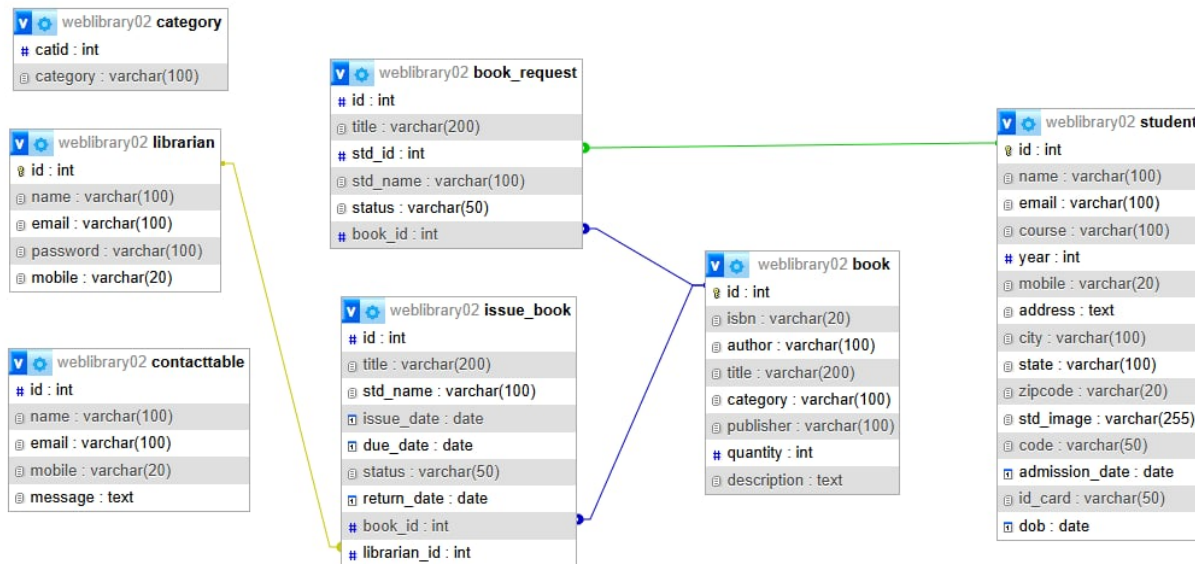 weblibrary02 category
# catid : int
category : varchar(100)
weblibrary02 librarian
id : int
name : varchar(100)
email : varchar(100)
password : varchar(100)
mobile : varchar(20)
weblibrary02 contacttable
# id : int
name : varchar(100)
email : varchar(100)
mobile : varchar(20)
message : text
weblibrary02 book_request
# id : int
title : varchar(200)
# std_id : int
std_name : varchar(100)
status : varchar(50)
# book_id : int
weblibrary02 issue_book
# id : int
title : varchar(200)
std_name : varchar(100)
issue_date : date
due_date : date
status : varchar(50)
return_date : date
# book_id : int
# librarian_id : int
weblibrary02 book
id : int
isbn : varchar(20)
author : varchar(100)
title : varchar(200)
category : varchar(100)
publisher : varchar(100)
# quantity : int
description : text
weblibrary02 student
id : int
name : varchar(100)
email : varchar(100)
course : varchar(100)
# year : int
mobile : varchar(20)
address : text
city : varchar(100)
state : varchar(100)
zipcode : varchar(20)
std_image : varchar(255)
code : varchar(50)
admission_date : date
id_card : varchar(50)
dob : date